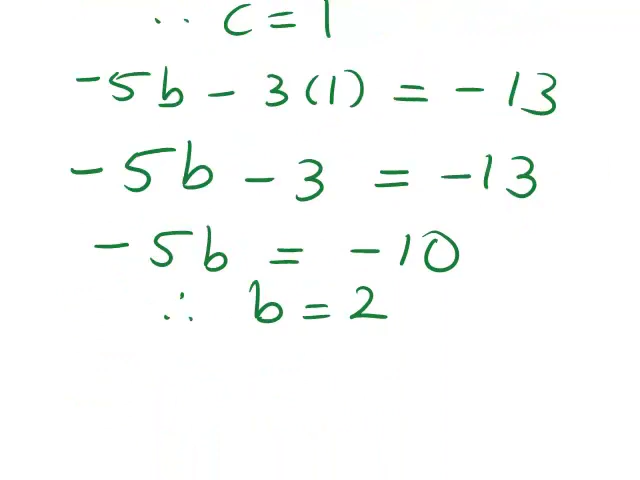 ∴ c = 1
-5b - 3(1) = -13
-5b - 3 = -13
-5b = -10
∴ b = 2